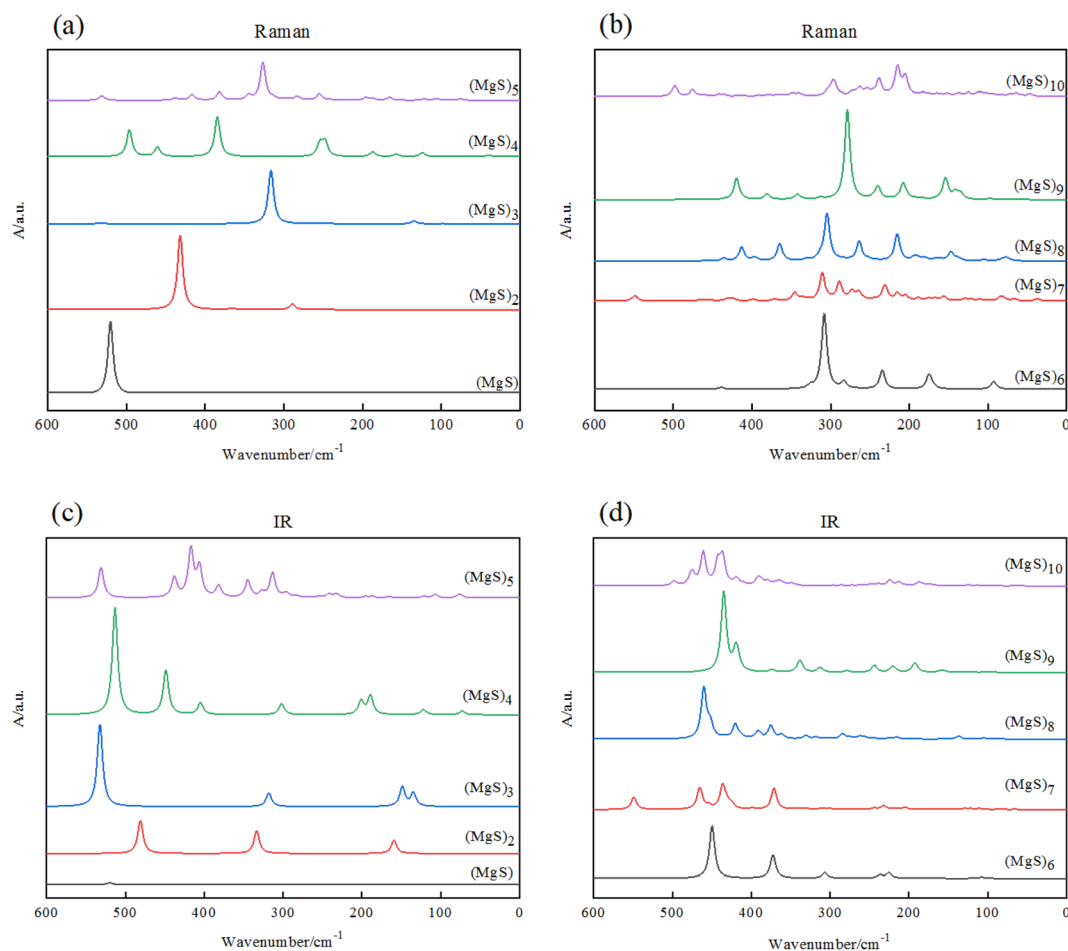 (a)
Raman
(MgS)5
(MgS)4
(MgS)3
(MgS)2
(MgS)
A/a.u.
600 500 400 300 200 100 0
Wavenumber/cm-1
(b)
Raman
(MgS)10
(MgS)9
(MgS)8
(MgS)7
(MgS)6
A/a.u.
600 500 400 300 200 100 0
Wavenumber/cm-1
(c)
IR
(MgS)5
(MgS)4
(MgS)3
(MgS)2
(MgS)
A/a.u.
600 500 400 300 200 100 0
Wavenumber/cm-1
(d)
IR
(MgS)10
(MgS)9
(MgS)8
(MgS)7
(MgS)6
A/a.u.
600 500 400 300 200 100 0
Wavenumber/cm-1